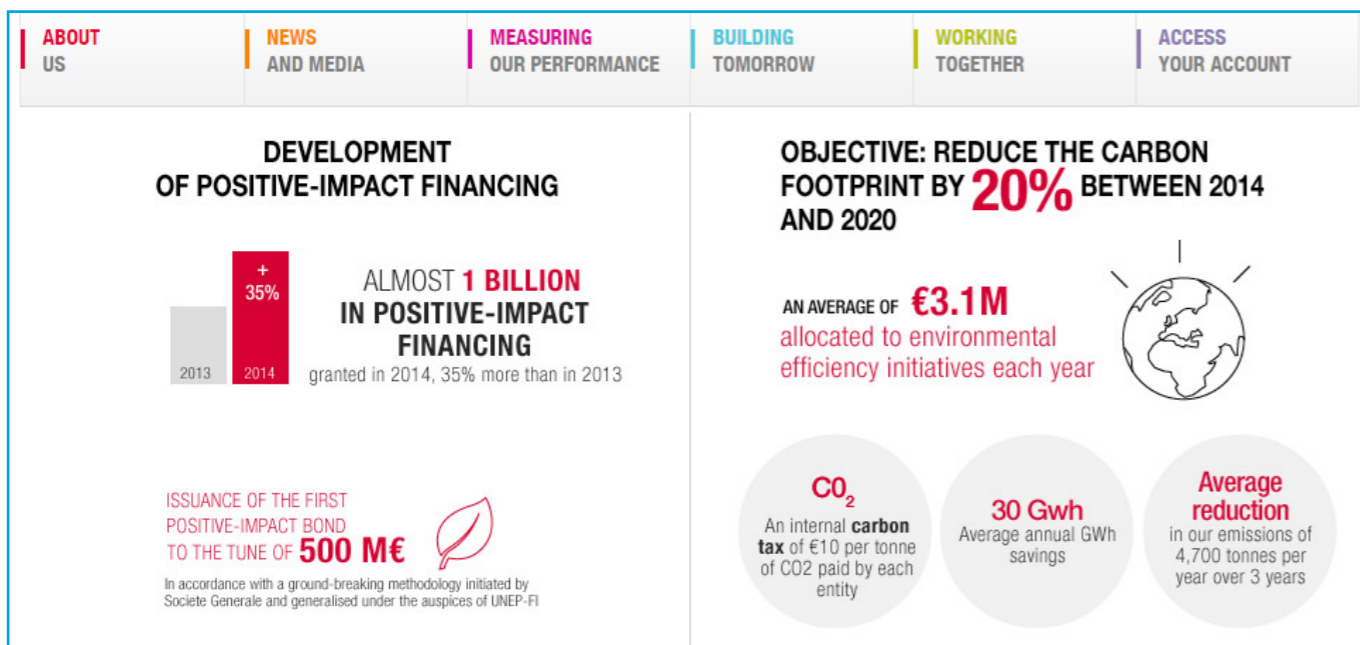 ABOUT
US
NEWS
AND MEDIA
MEASURING
OUR PERFORMANCE
BUILDING
TOMORROW
WORKING
TOGETHER
ACCESS
YOUR ACCOUNT
DEVELOPMENT
OF POSITIVE-IMPACT FINANCING
+
35%
2013
2014
ALMOST 1 BILLION
IN POSITIVE-IMPACT
FINANCING
granted in 2014, 35% more than in 2013
ISSUANCE OF THE FIRST
POSITIVE-IMPACT BOND
TO THE TUNE OF 500 M€
In accordance with a ground-breaking methodology initiated by
Societe Generale and generalised under the auspices of UNEP-FI
OBJECTIVE: REDUCE THE CARBON
FOOTPRINT BY 20% BETWEEN 2014
AND 2020
AN AVERAGE OF €3.1M
allocated to environmental
efficiency initiatives each year
CO₂
An internal carbon
tax of €10 per tonne
of CO2 paid by each
entity
30 Gwh
Average annual GWh
savings
Average
reduction
in our emissions of
4,700 tonnes per
year over 3 years